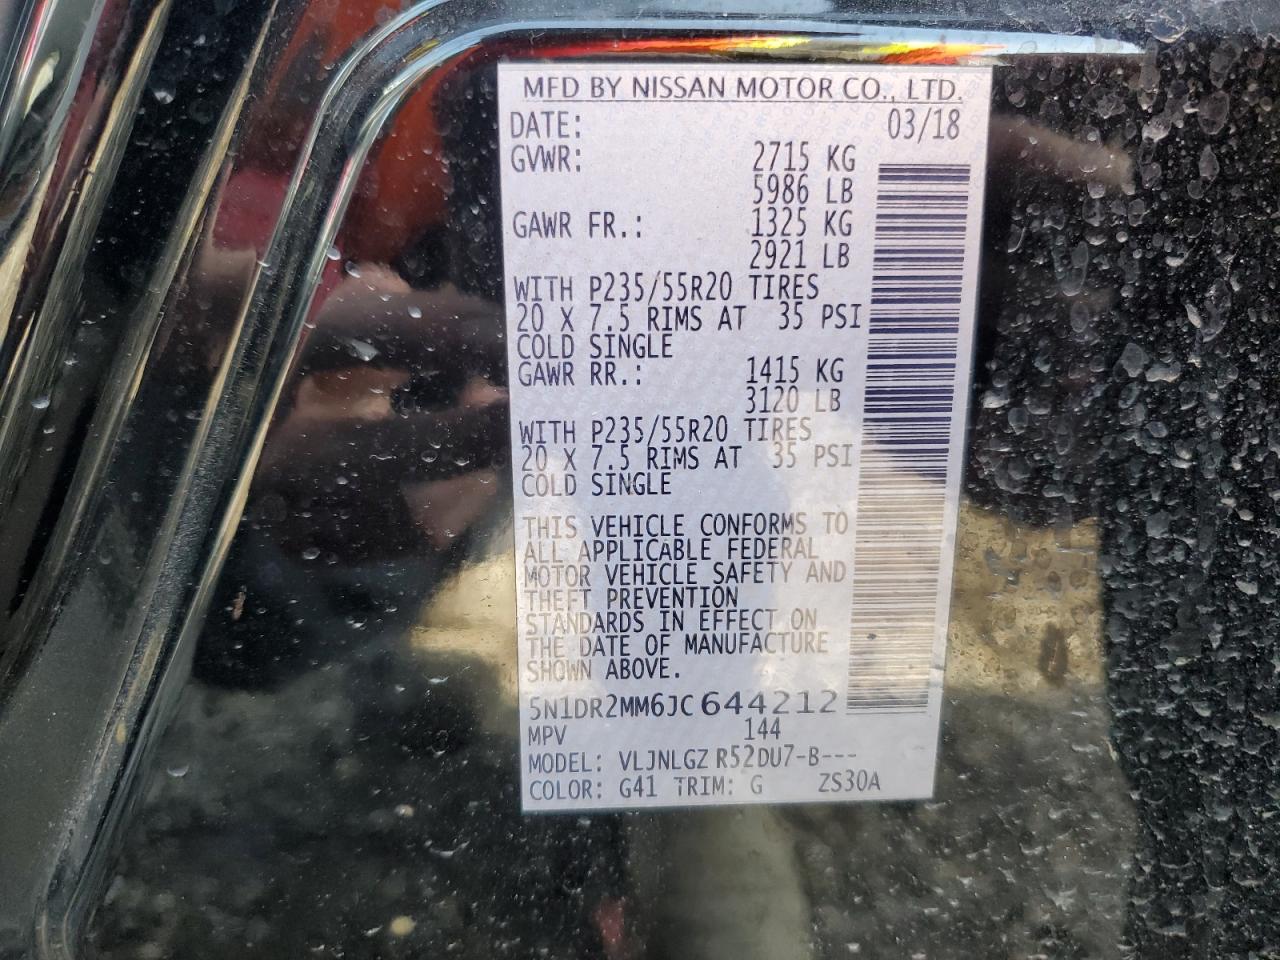 MFD BY NISSAN MOTOR CO., LTD.
DATE: 03/18
GVWR: 2715 KG
5986 LB
GAWR FR.: 1325 KG
2921 LB
WITH P235/55R20 TIRES
20 X 7.5 RIMS AT 35 PSI
COLD SINGLE
GAWR RR.: 1415 KG
3120 LB
WITH P235/55R20 TIRES
20 X 7.5 RIMS AT 35 PSI
COLD SINGLE
THIS VEHICLE CONFORMS TO
ALL APPLICABLE FEDERAL
MOTOR VEHICLE SAFETY AND
THEFT PREVENTION
STANDARDS IN EFFECT ON
THE DATE OF MANUFACTURE
SHOWN ABOVE.
5N1DR2MM6JC644212
MPV 144
MODEL: VLJNLGZ R52DU7-B---
COLOR: G41 TRIM: G ZS30A